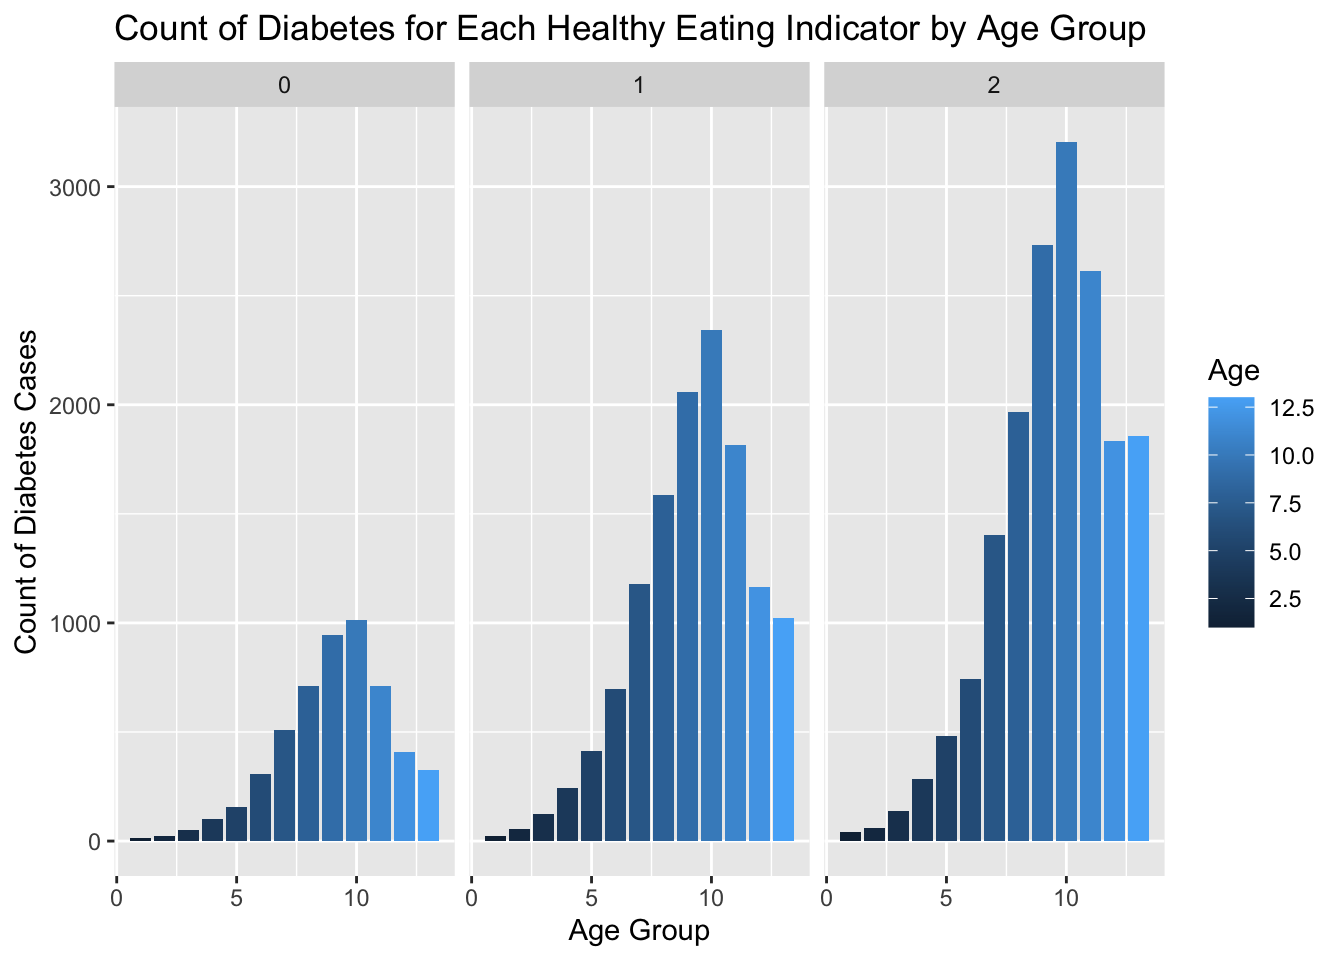 Count of Diabetes for Each Healthy Eating Indicator by Age Group
0 1 2
3000
2000
1000
0
Count of Diabetes Cases
0 5 10 0 5 10 0 5 10
Age Group
Age
12.5
10.0
7.5
5.0
2.5